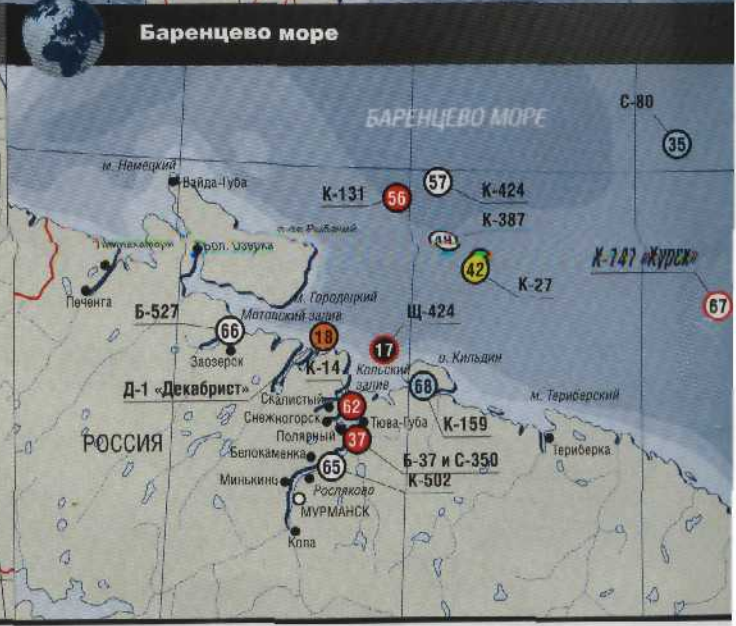 Баренцево море
С-80
35
БАРЕНЦЕВО МОРЕ
м. Немецкий
Вайда-Губа
К-131
56
57
К-424
К-387
42
К-27
К-141 «Курск»
67
Печенга
м. Городецкий
Мотовский залив
Б-527
66
Заозерск
18
Щ-424
17
К-14
Кольский
залив
о. Кильдин
68
К-159
Д-1 «Декабрист»
Скалистый
62
Снежногорск
Тюва-Губа
Полярный
37
Б-37 и С-350
К-502
м. Териберский
Териберка
РОССИЯ
Белокаменка
65
Минькино
Росляково
МУРМАНСК
Кола